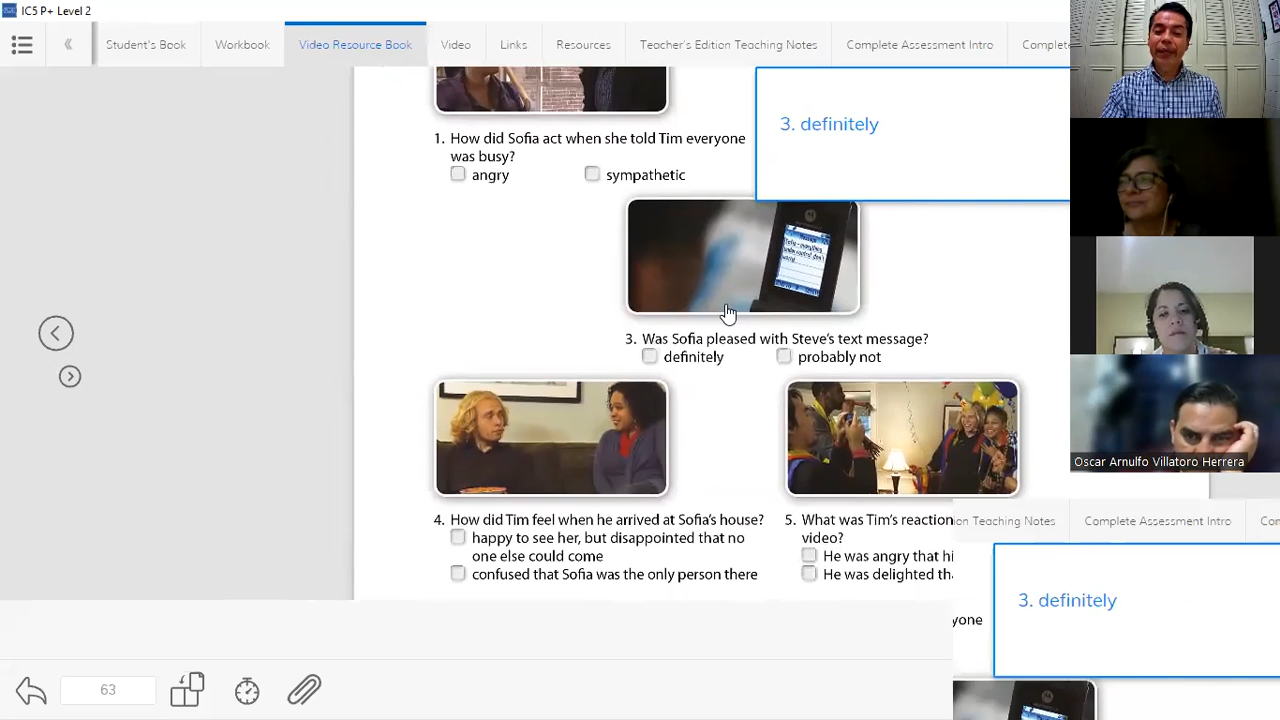 IC5 P+ Level 2
Student's Book
Workbook
Video Resource Book
Video
Links
Resources
Teacher's Edition Teaching Notes
Complete Assessment Intro
Complete
3. definitely
1. How did Sofia act when she told Tim everyone
was busy?
angry
sympathetic
3. Was Sofia pleased with Steve's text message?
definitely
probably not
Oscar Arnulfo Villatoro Herrera
4. How did Tim feel when he arrived at Sofia's house?
happy to see her, but disappointed that no
one else could come
confused that Sofia was the only person there
5. What was Tim's reaction
video?
He was angry that hi
He was delighted th
on Teaching Notes
Complete Assessment Intro
3. definitely
yone
63